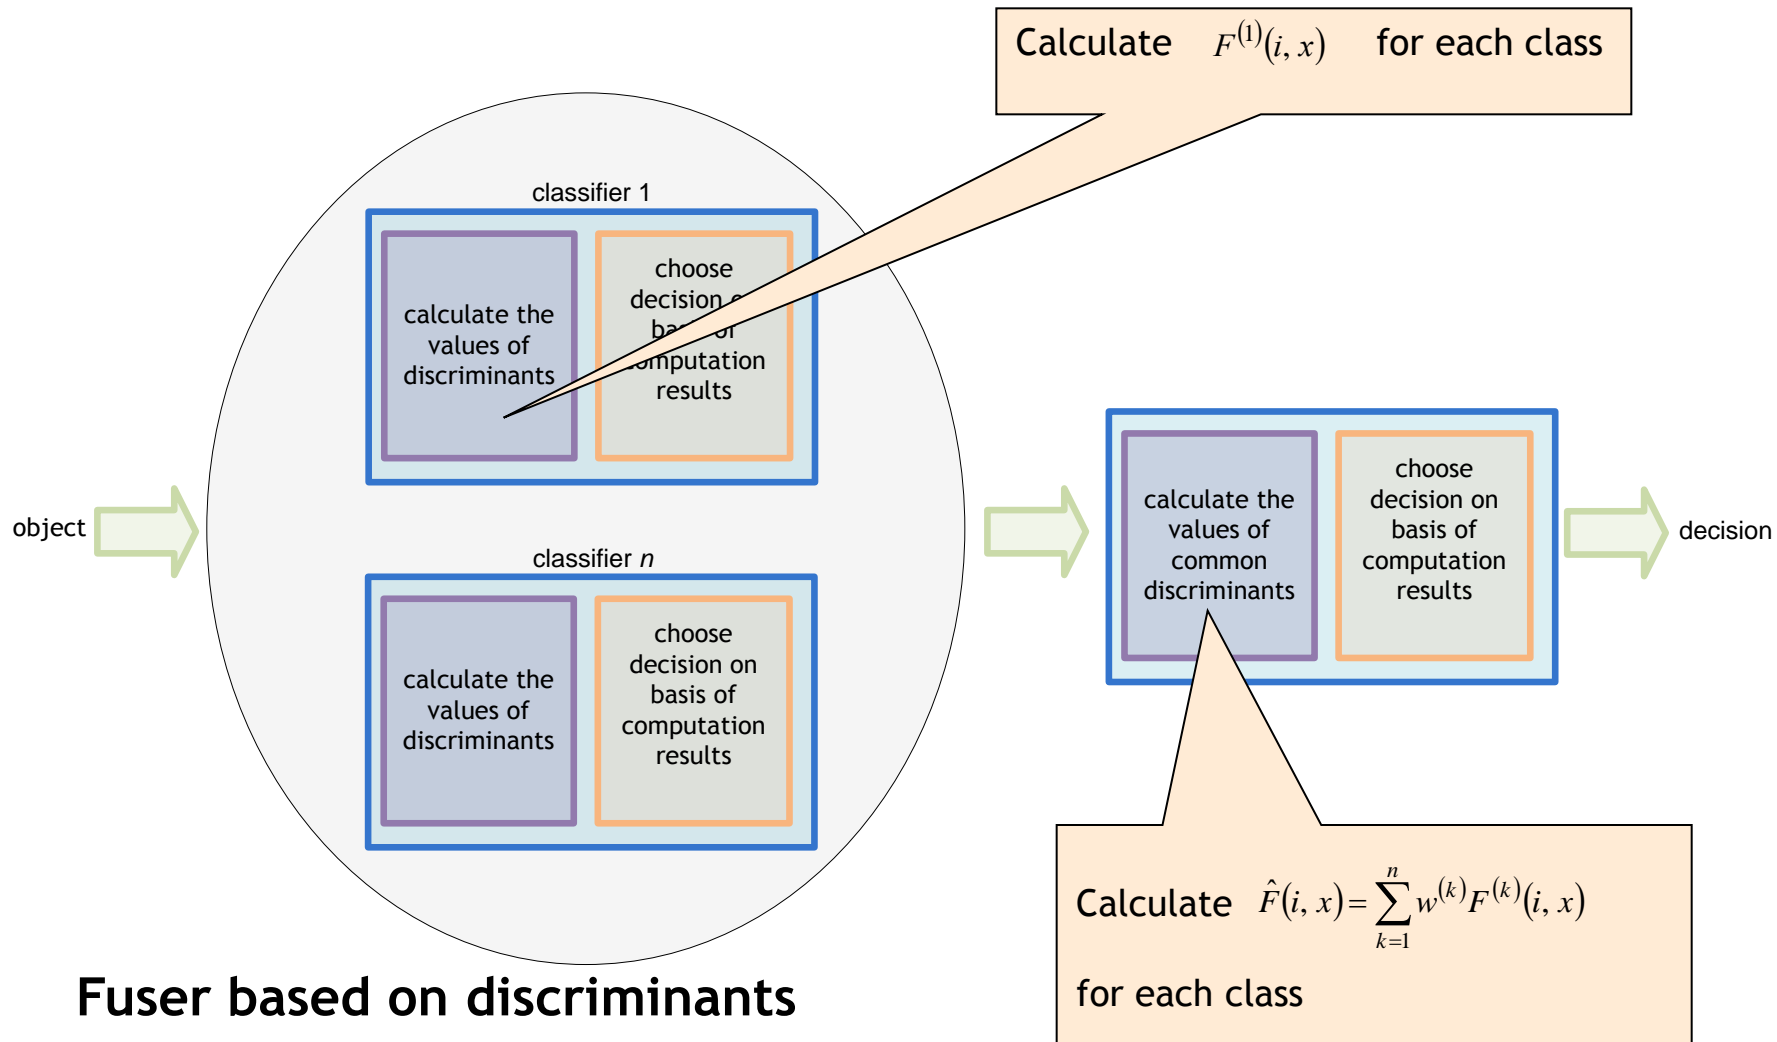 Calculate F^(1)(i, x) for each class
classifier 1
calculate the
values of
discriminants
choose
decision
of
computation
results
object
classifier n
calculate the
values of
discriminants
choose
decision on
basis of
computation
results
calculate the
values of
common
discriminants
choose
decision on
basis of
computation
results
decision
Calculate F̂(i, x) = ∑_{k=1}^{n} w^(k) F^(k)(i, x)
for each class
Fuser based on discriminants